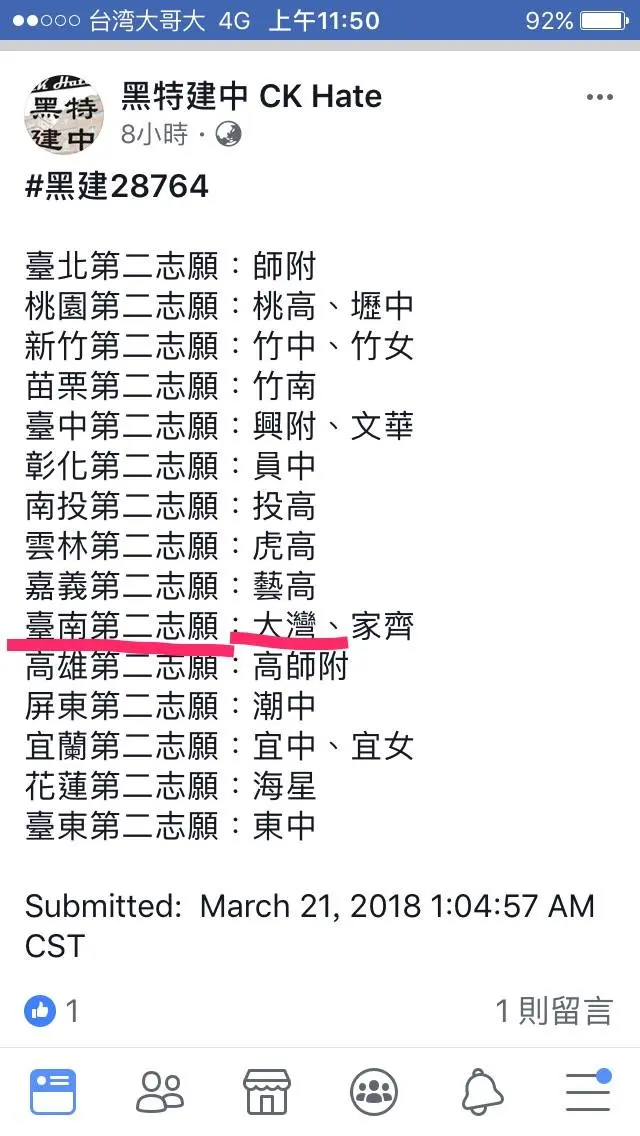 台湾大哥大 4G 上午11:50 92%
黑特建中 CK Hate
8小時
#黑建28764
臺北第二志願：師附
桃園第二志願：桃高、壢中
新竹第二志願：竹中、竹女
苗栗第二志願：竹南
臺中第二志願：興附、文華
彰化第二志願：員中
南投第二志願：投高
雲林第二志願：虎高
嘉義第二志願：藝高
臺南第二志願：大灣、家齊
高雄第二志願：高師附
屏東第二志願：潮中
宜蘭第二志願：宜中、宜女
花蓮第二志願：海星
臺東第二志願：東中
Submitted: March 21, 2018 1:04:57 AM
CST
1 1 則留言